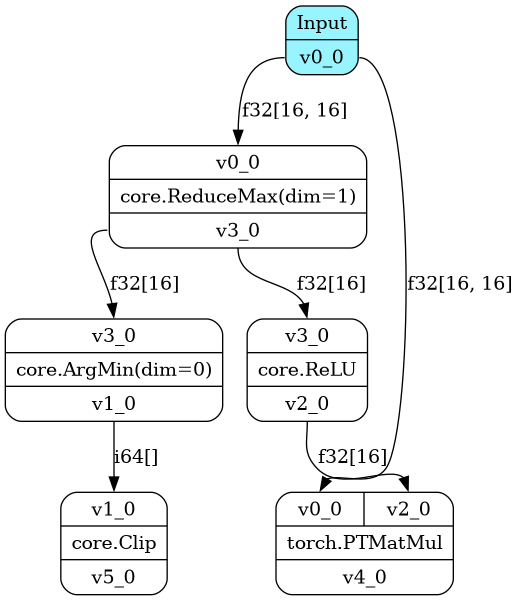 Input
v0_0
f32[16, 16]
v0_0
core.ReduceMax(dim=1)
v3_0
f32[16]
f32[16]
f32[16, 16]
v3_0
core.ArgMin(dim=0)
v1_0
v3_0
core.ReLU
v2_0
i64[]
f32[16]
v1_0
core.Clip
v5_0
v0_0
v2_0
torch.PTMatMul
v4_0